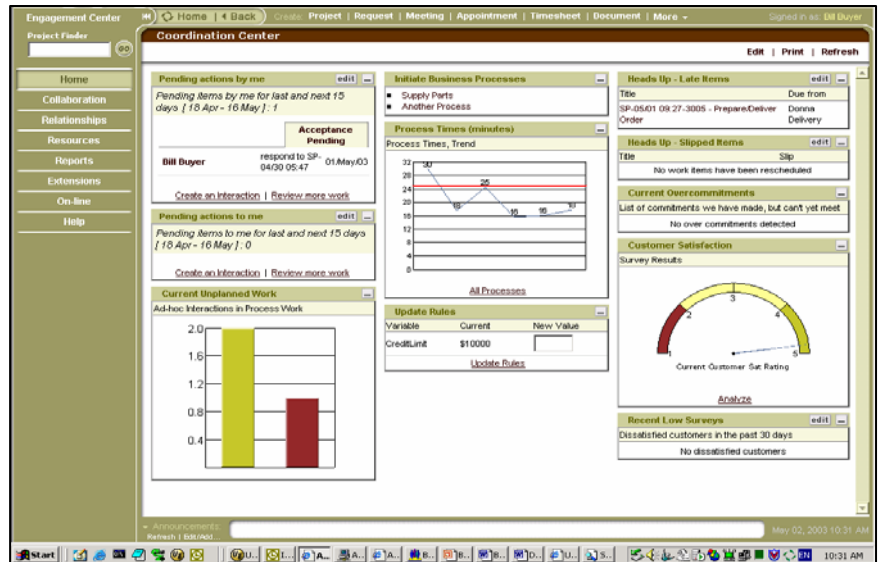 Engagement Center
Home | Back Create: Project | Request | Meeting | Appointment | Timesheet | Document | More
Signed in as: Bill Buyer
Project Finder
GO
Coordination Center
Edit | Print | Refresh
Home
Collaboration
Relationships
Resources
Reports
Extensions
On-line
Help
Pending actions by me edit
Pending items by me for last and next 15
days [ 18 Apr - 16 May ] : 1
Acceptance
Pending
Bill Buyer
respond to SP-
04/30 05:47
01.May.03
Create an Interaction | Review more work
Pending actions to me edit
Pending items to me for last and next 15 days
[ 18 Apr - 16 May ] : 0
Create an Interaction | Review more work
Current Unplanned Work
Ad-hoc Interactions in Process Work
2.0
1.6
1.2
0.8
0.4
Initiate Business Processes
Supply Parts
Another Process
Process Times (minutes)
Process Times, Trend
32
28
24
20
16
12
8
4
0
30
18
25
16
16
18
All Processes
Update Rules
Variable Current New Value
CreditLimit $10000
Update Rules
Heads Up - Late Items edit
Title Due from
SP-05/01 09:27-3005 - Prepare/Deliver
Order
Donna
Delivery
Heads Up - Slipped Items edit
Title Slip
No work items have been rescheduled
Current Overcommitments
List of commitments we have made, but can't yet meet
No over commitments detected
Customer Satisfaction
Survey Results
1
2
3
4
5
Current Customer Sat Rating
Analyze
Recent Low Surveys edit
Dissatisfied customers in the past 30 days
No dissatisfied customers
Announcements:
Refresh | Edit/Add...
May 02, 2003 10:31 AM
Start
U..
I...
A...
A..
A..
B..
B..
B..
D..
U..
S..
EN
10:31 AM